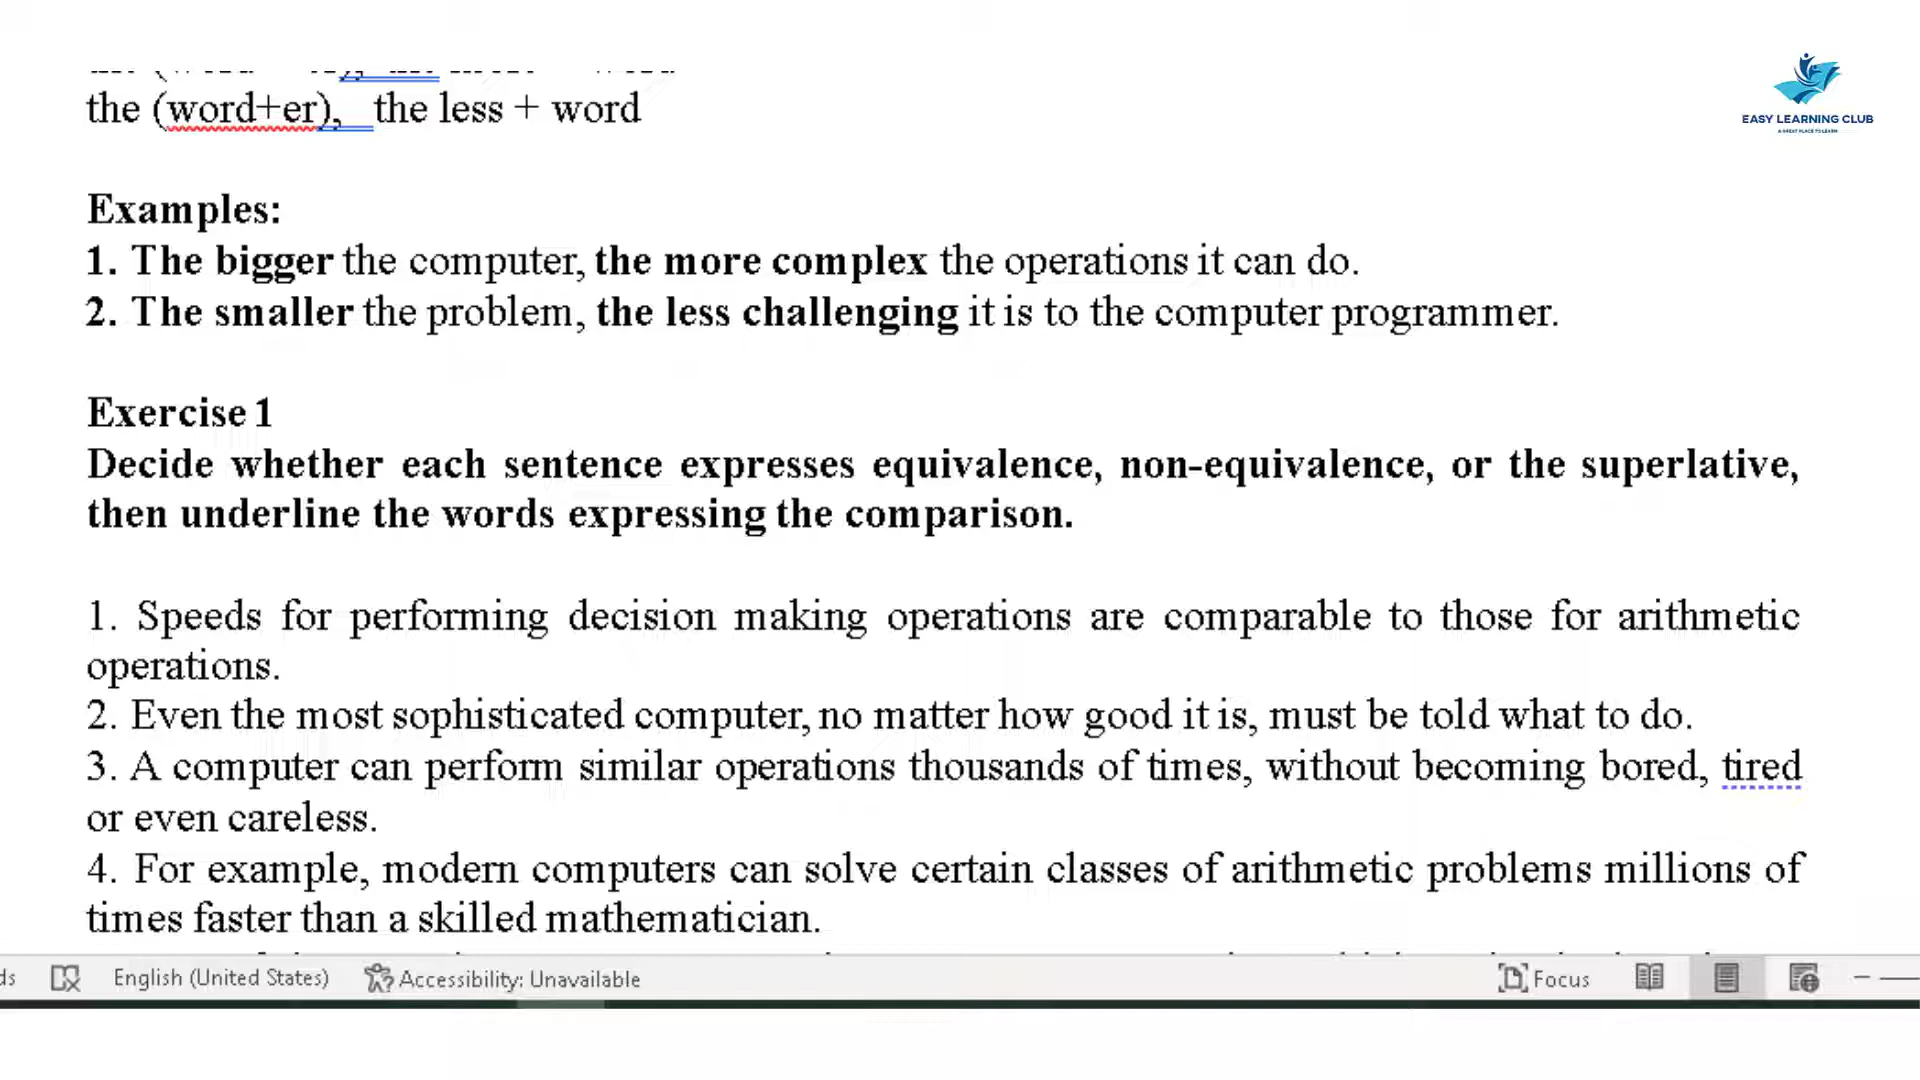 the (word+er), the less + word
EASY LEARNING CLUB
A GREAT PLACE TO LEARN
Examples:
1. The bigger the computer, the more complex the operations it can do.
2. The smaller the problem, the less challenging it is to the computer programmer.
Exercise 1
Decide whether each sentence expresses equivalence, non-equivalence, or the superlative,
then underline the words expressing the comparison.
1. Speeds for performing decision making operations are comparable to those for arithmetic
operations.
2. Even the most sophisticated computer, no matter how good it is, must be told what to do.
3. A computer can perform similar operations thousands of times, without becoming bored, tired
or even careless.
4. For example, modern computers can solve certain classes of arithmetic problems millions of
times faster than a skilled mathematician.
ds English (United States) Accessibility: Unavailable Focus